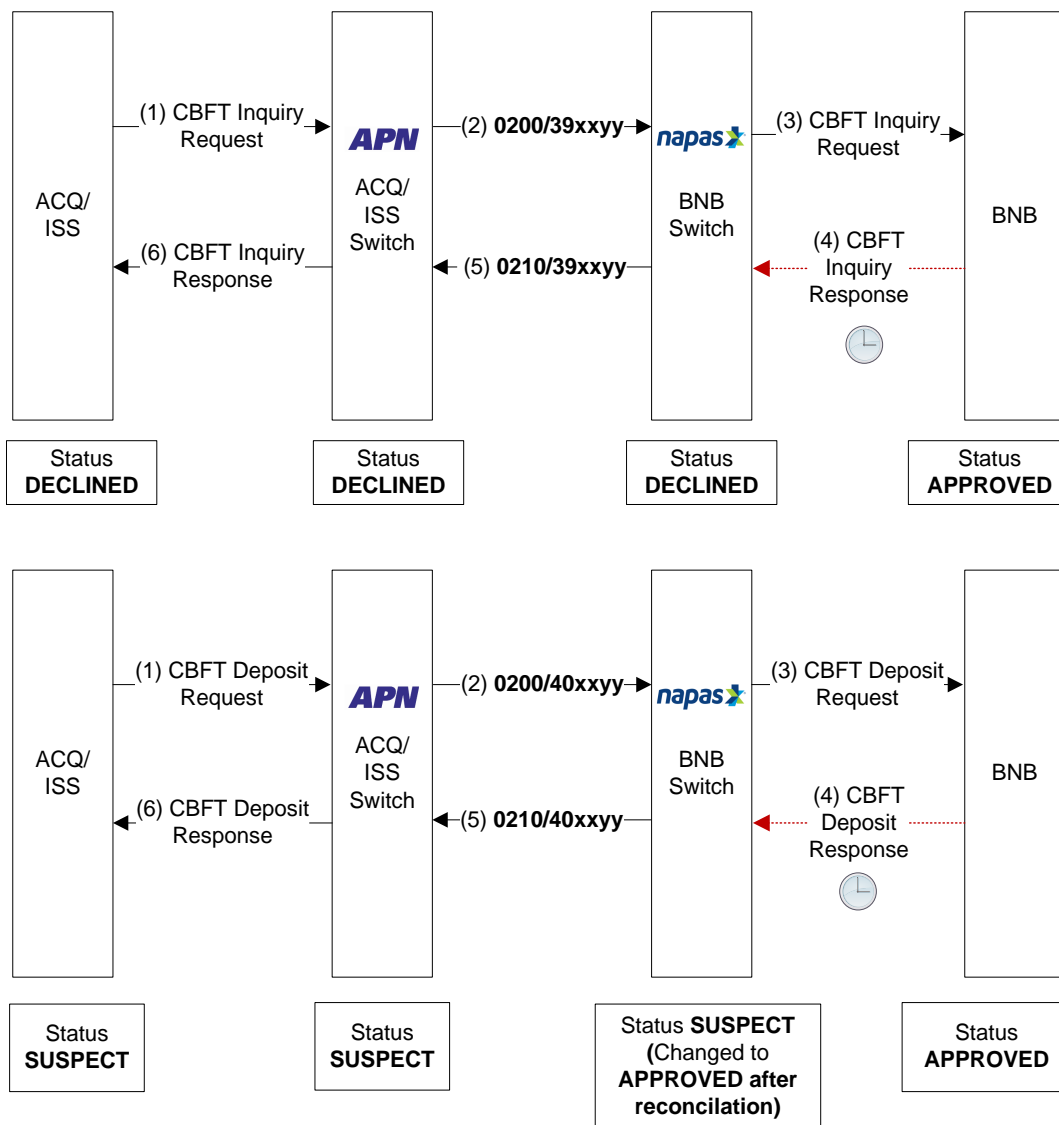 (1) CBFT Inquiry
Request
(2) 0200/39xxyy
(3) CBFT Inquiry
Request
APN
napas
ACQ/
ISS
ACQ/
ISS
Switch
BNB
Switch
BNB
(6) CBFT Inquiry
Response
(5) 0210/39xxyy
(4) CBFT
Inquiry
Response
Status
DECLINED
Status
DECLINED
Status
DECLINED
Status
APPROVED
(1) CBFT Deposit
Request
(2) 0200/40xxyy
(3) CBFT Deposit
Request
APN
napas
ACQ/
ISS
ACQ/
ISS
Switch
BNB
Switch
BNB
(6) CBFT Deposit
Response
(5) 0210/40xxyy
(4) CBFT
Deposit
Response
Status
SUSPECT
Status
SUSPECT
Status SUSPECT
(Changed to
APPROVED after
reconcilation)
Status
APPROVED